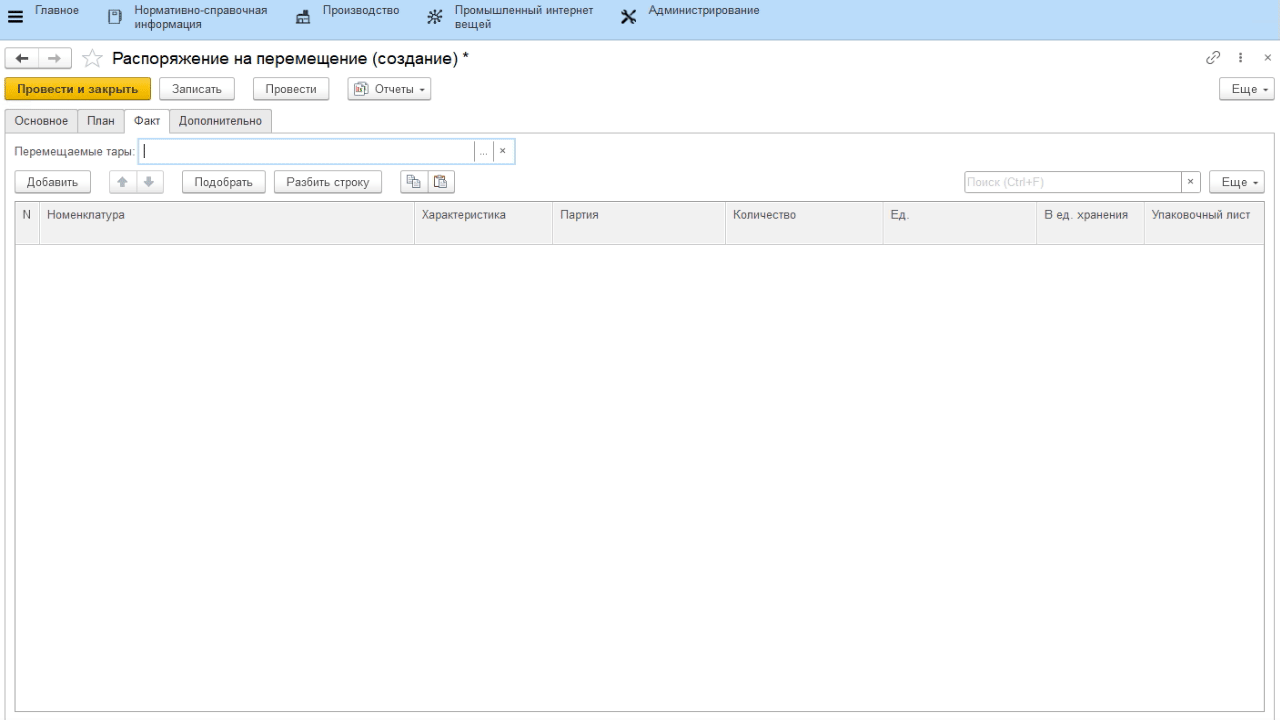 Главное
Нормативно-справочная
информация
Производство
Промышленный интернет
вещей
Администрирование
Распоряжение на перемещение (создание) *
Провести и закрыть
Записать
Провести
Отчеты
Еще
Основное
План
Факт
Дополнительно
Перемещаемые тары:
...
×
Добавить
Подобрать
Разбить строку
Поиск (Ctrl+F)
×
Еще
N
Номенклатура
Характеристика
Партия
Количество
Ед.
В ед. хранения
Упаковочный лист